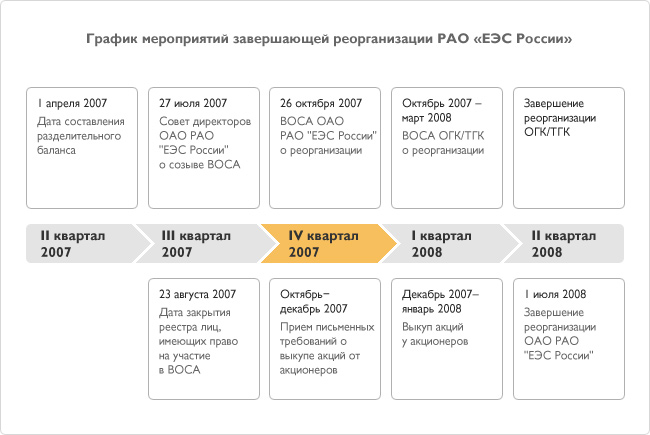 График мероприятий завершающей реорганизации РАО «ЕЭС России»
1 апреля 2007
Дата составления
разделительного
баланса
27 июля 2007
Совет директоров
ОАО РАО
"ЕЭС России"
о созыве ВОСА
26 октября 2007
ВОСА ОАО
РАО "ЕЭС России"
о реорганизации
Октябрь 2007 –
март 2008
ВОСА ОГК/ТГК
о реорганизации
Завершение
реорганизации
ОГК/ТГК
II квартал
2007
III квартал
2007
IV квартал
2007
I квартал
2008
II квартал
2008
23 августа 2007
Дата закрытия
реестра лиц,
имеющих право
на участие
в ВОСА
Октябрь–
декабрь 2007
Прием письменных
требований о
выкупе акций от
акционеров
Декабрь 2007–
январь 2008
Выкуп акций
у акционеров
1 июля 2008
Завершение
реорганизации
ОАО РАО
"ЕЭС России"